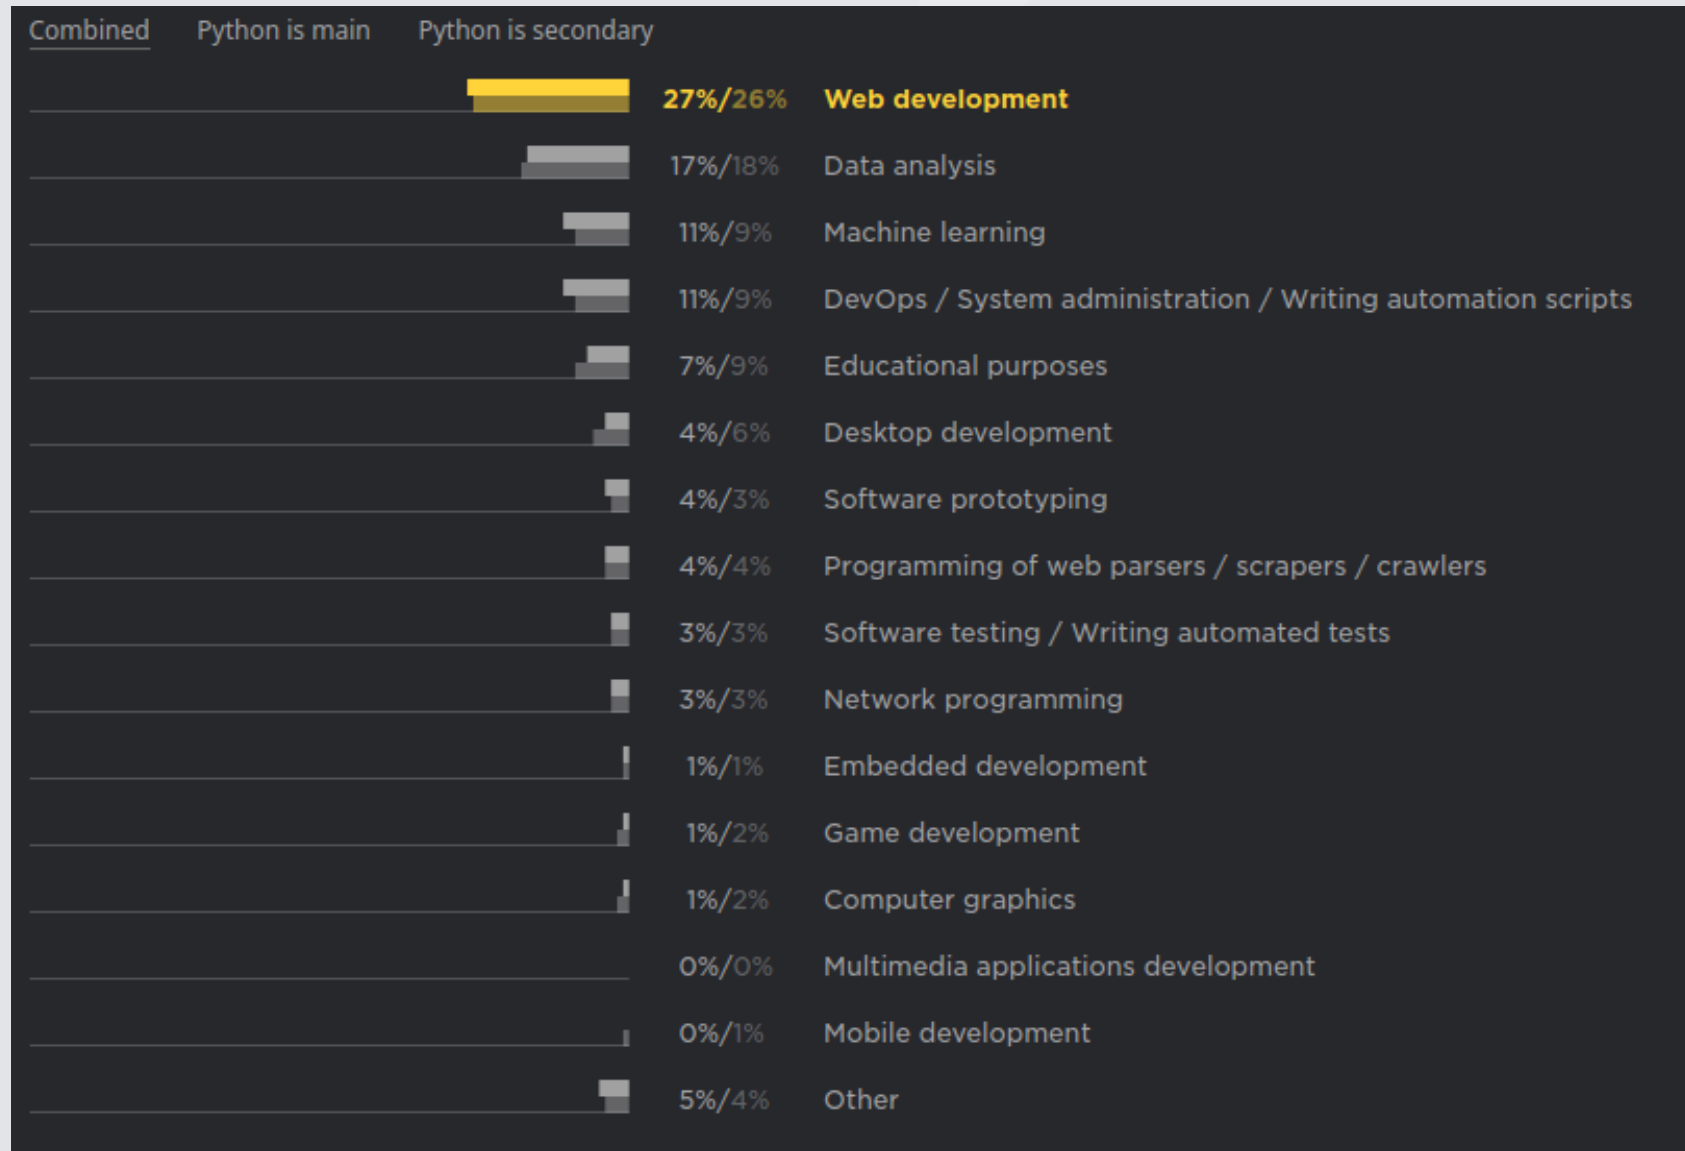 Combined Python is main Python is secondary
27%/26% Web development
17%/18% Data analysis
11%/9% Machine learning
11%/9% DevOps / System administration / Writing automation scripts
7%/9% Educational purposes
4%/6% Desktop development
4%/3% Software prototyping
4%/4% Programming of web parsers / scrapers / crawlers
3%/3% Software testing / Writing automated tests
3%/3% Network programming
1%/1% Embedded development
1%/2% Game development
1%/2% Computer graphics
0%/0% Multimedia applications development
0%/1% Mobile development
5%/4% Other